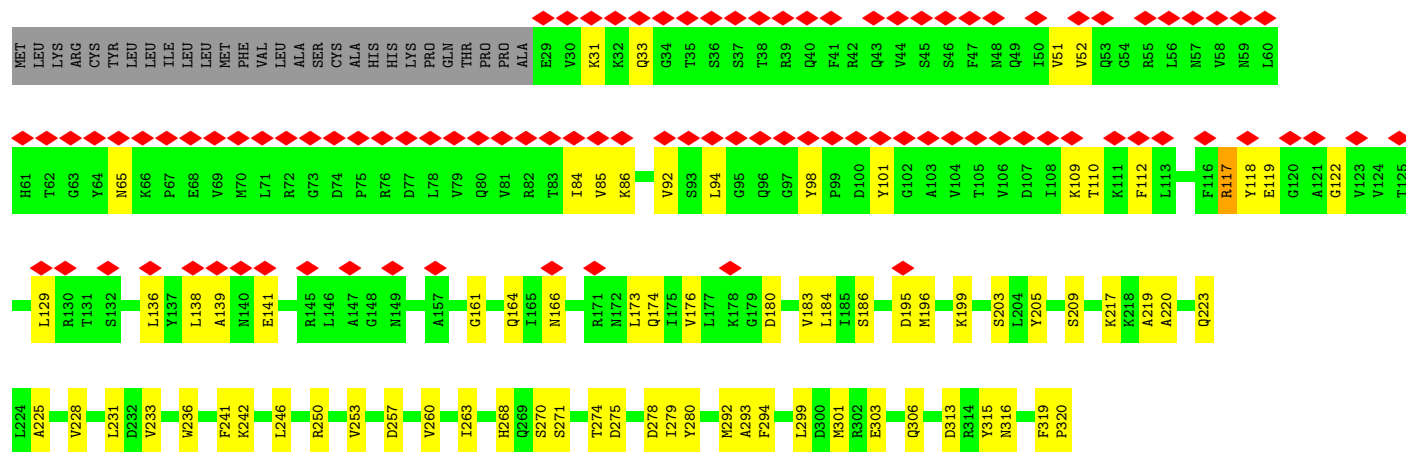 MET LEU LYS ARG CYS TYR LEU LEU ILE LEU LEU MET PHE VAL LEU ALA SER CYS ALA HIS HIS LYS PRO GLN THR PRO PRO ALA E29 V30 K31 K32 Q33 G34 T35 S36 S37 T38 R39 Q40 F41 R42 Q43 V44 S45 S46 F47 N48 Q49 I50 V51 V52 Q53 G54 R55 L56 N57 V58 N59 L60
H61 T62 G63 Y64 N65 K66 P67 E68 V69 M70 L71 R72 G73 D74 P75 R76 D77 L78 V79 Q80 V81 R82 T83 I84 V85 K86 V92 S93 L94 G95 Q96 G97 Y98 P99 D100 Y101 G102 A103 V104 T105 V106 D107 I108 K109 T110 K111 F112 L113 F116 R117 Y118 E119 G120 A121 G122 V123 V124 T125
L129 R130 T131 S132 L136 Y137 L138 A139 N140 E141 R145 L146 A147 G148 N149 A157 G161 Q164 I165 N166 R171 N172 L173 Q174 I175 V176 L177 K178 G179 D180 V183 L184 I185 S186 D195 M196 K199 S203 L204 Y205 S209 K217 K218 A219 A220 Q223
L224 A225 V228 L231 D232 V233 W236 F241 K242 L246 R250 V253 D257 V260 I263 H268 Q269 S270 S271 T274 D275 D278 I279 Y280 M292 A293 F294 L299 D300 M301 R302 E303 Q306 D313 R314 Y315 N316 F319 P320